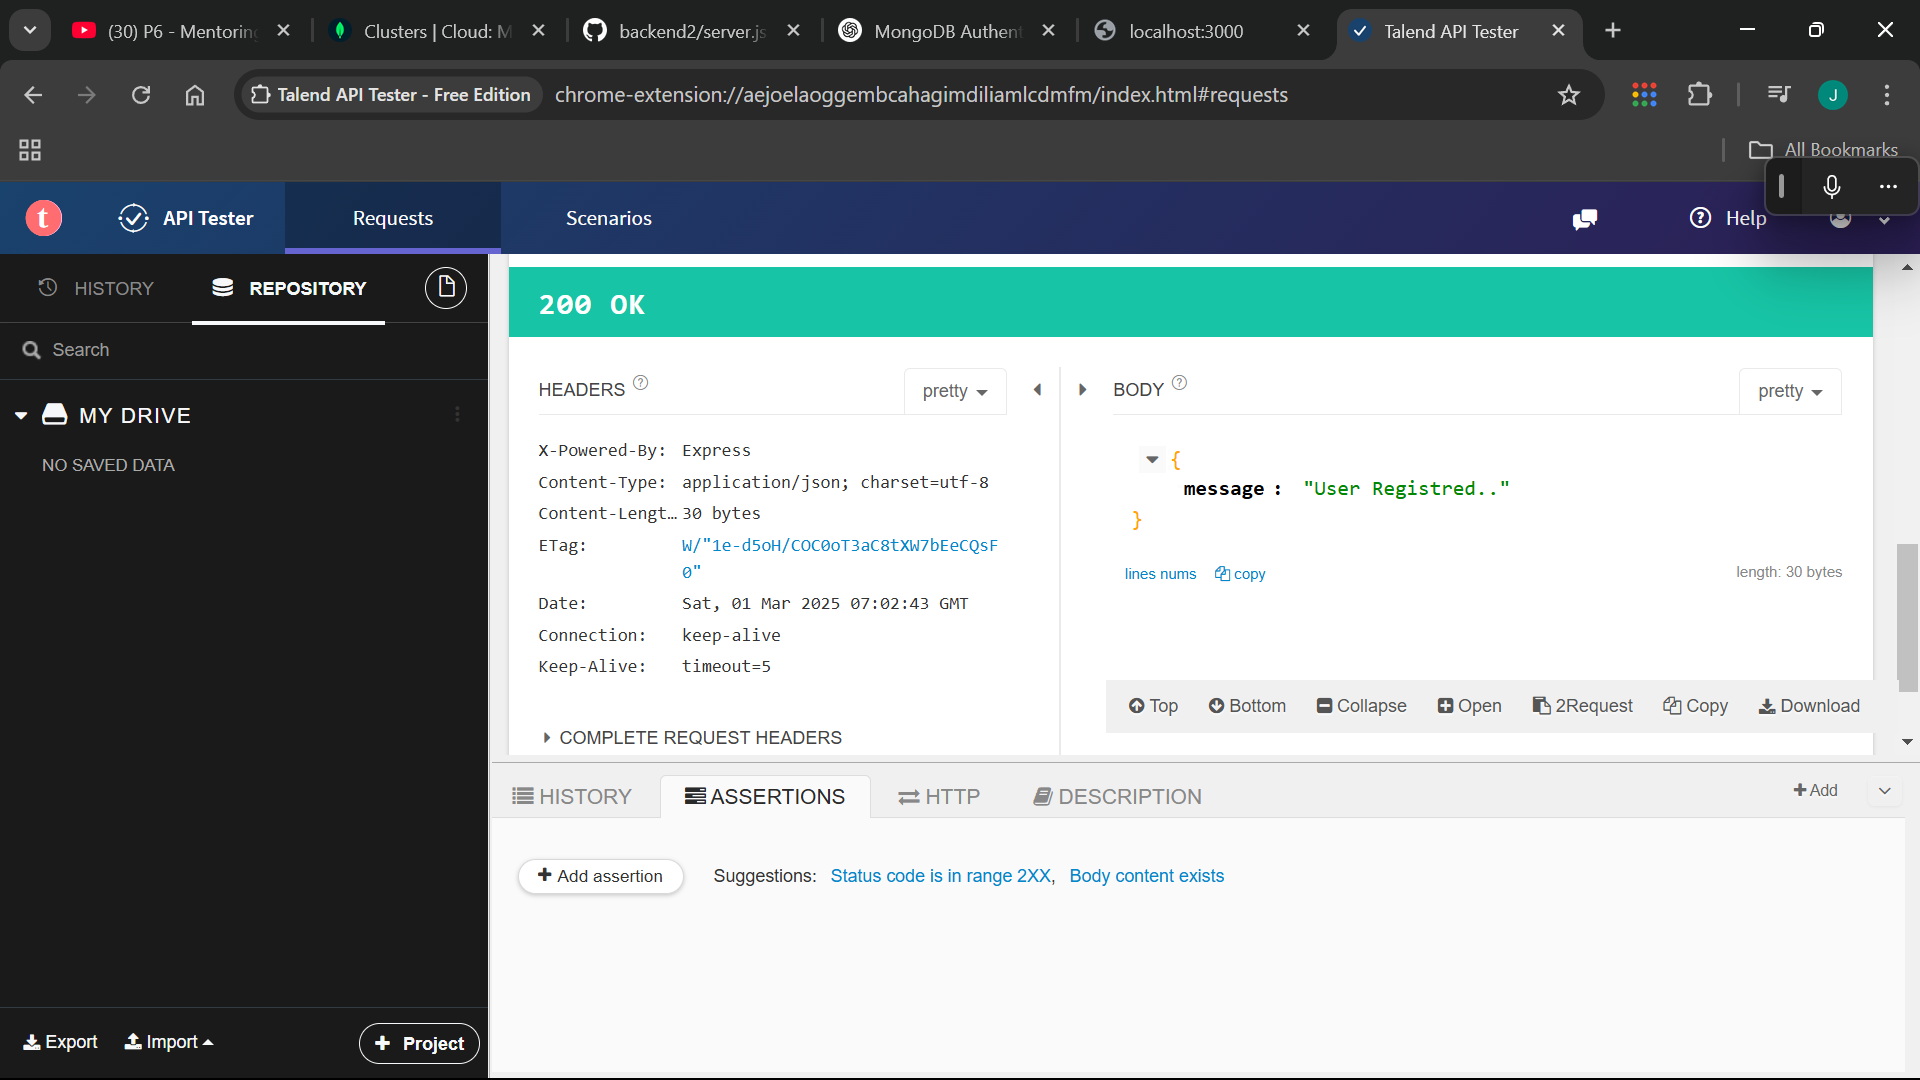 (30) P6 - Mentoring
Clusters | Cloud: M
backend2/server.js
MongoDB Authent
localhost:3000
Talend API Tester
Talend API Tester - Free Edition
chrome-extension://aejoelaoggembcahagimdiliamlcdmfm/index.html#requests
J
All Bookmarks
t
API Tester
Requests
Scenarios
Help
HISTORY
REPOSITORY
Search
MY DRIVE
NO SAVED DATA
Export
Import
+ Project
200 OK
HEADERS ?
pretty
X-Powered-By: Express
Content-Type: application/json; charset=utf-8
Content-Lengt… 30 bytes
ETag: W/"1e-d5oH/COC0oT3aC8tXW7bEeCQsF
0"
Date: Sat, 01 Mar 2025 07:02:43 GMT
Connection: keep-alive
Keep-Alive: timeout=5
COMPLETE REQUEST HEADERS
BODY ?
pretty
{
message : "User Registred.."
}
lines nums
copy
length: 30 bytes
Top
Bottom
Collapse
Open
2Request
Copy
Download
HISTORY
ASSERTIONS
HTTP
DESCRIPTION
+ Add
+ Add assertion
Suggestions: Status code is in range 2XX, Body content exists